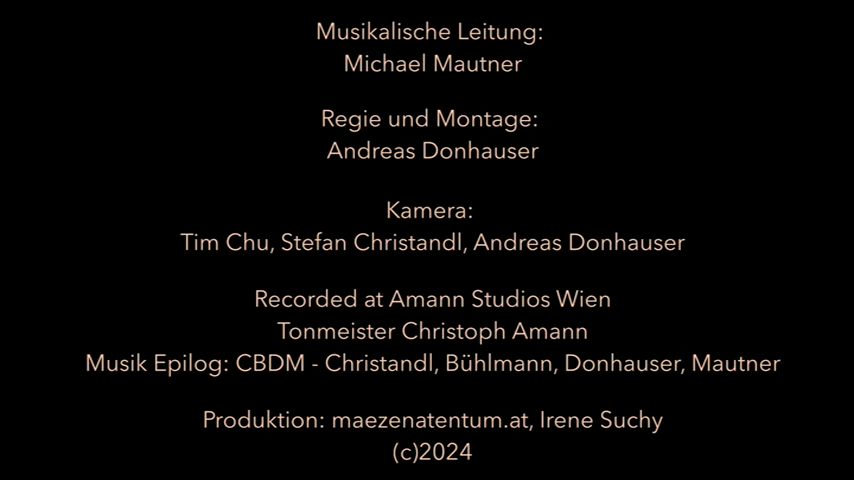 Musikalische Leitung:
Michael Mautner
Regie und Montage:
Andreas Donhauser
Kamera:
Tim Chu, Stefan Christandl, Andreas Donhauser
Recorded at Amann Studios Wien
Tonmeister Christoph Amann
Musik Epilog: CBDM - Christandl, Bühlmann, Donhauser, Mautner
Produktion: maezenatentum.at, Irene Suchy
(c)2024